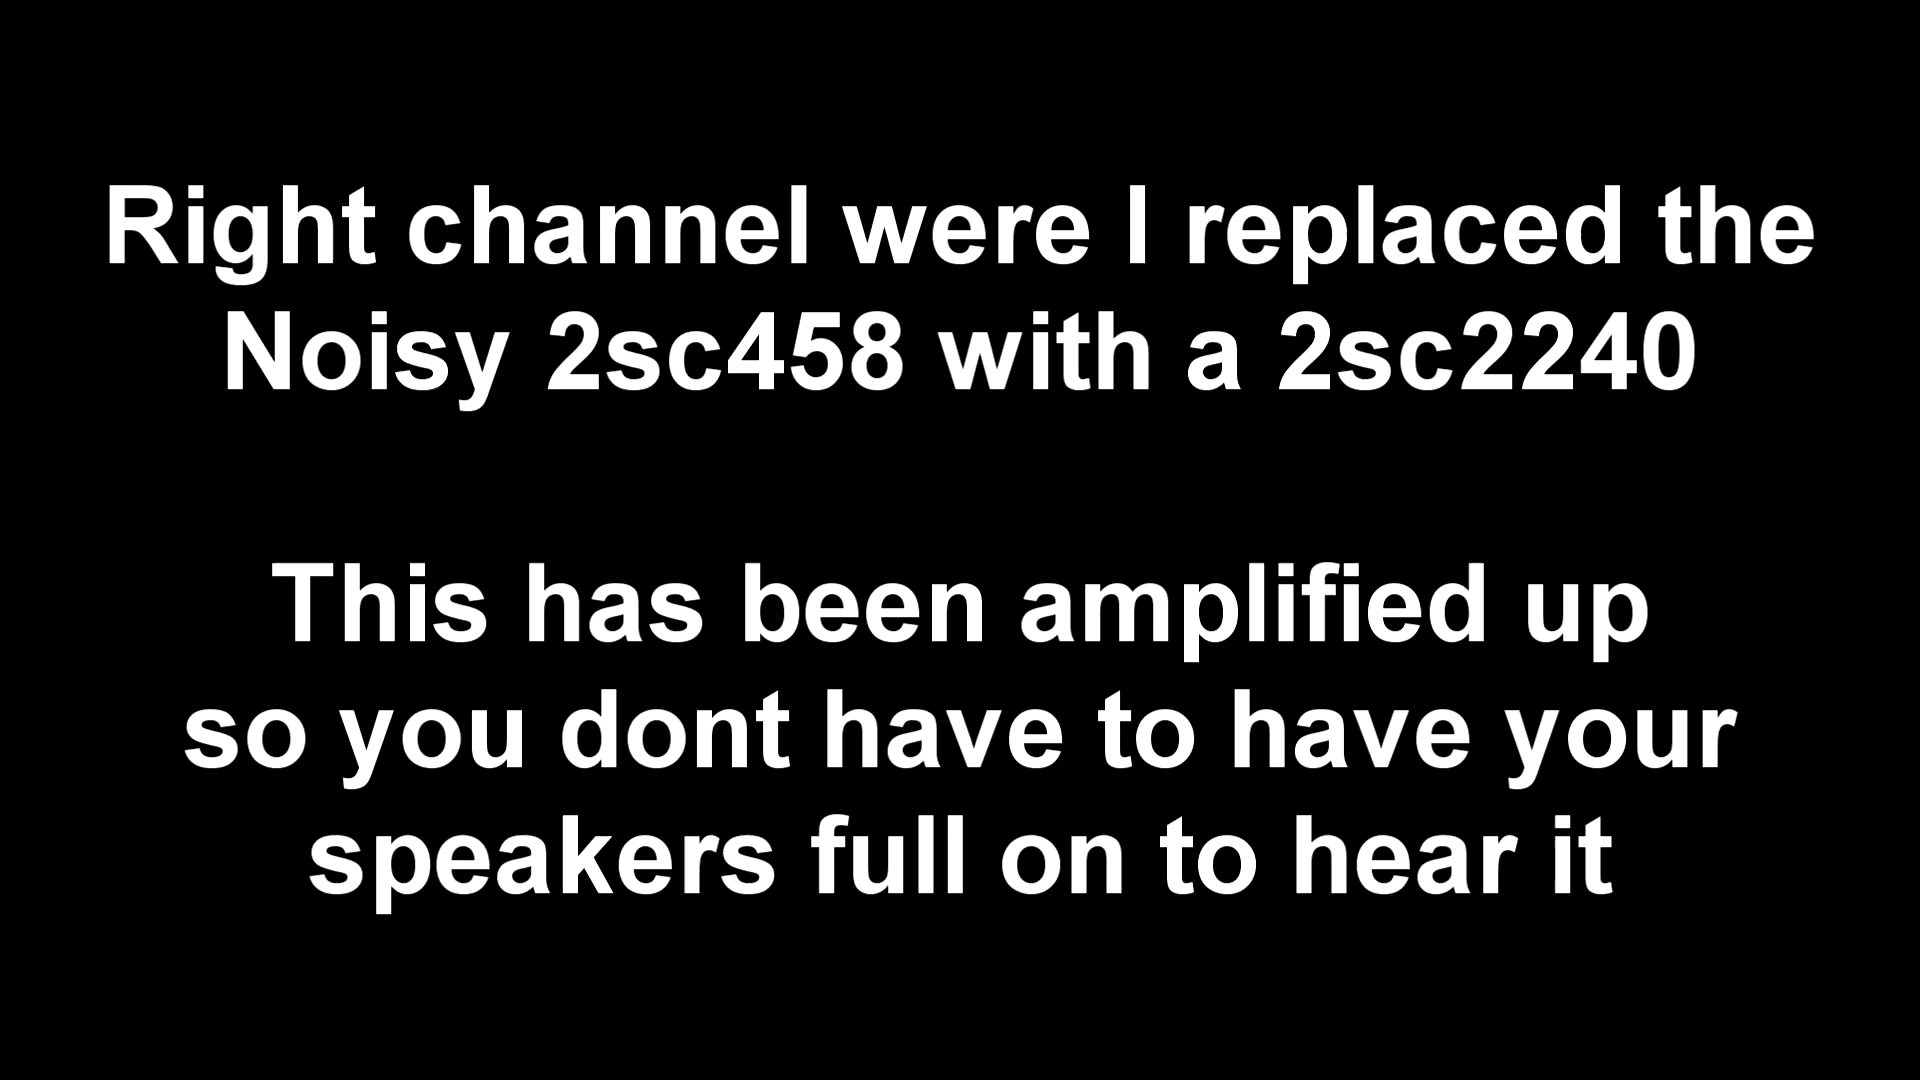 Right channel were I replaced the
Noisy 2sc458 with a 2sc2240
This has been amplified up
so you dont have to have your
speakers full on to hear it